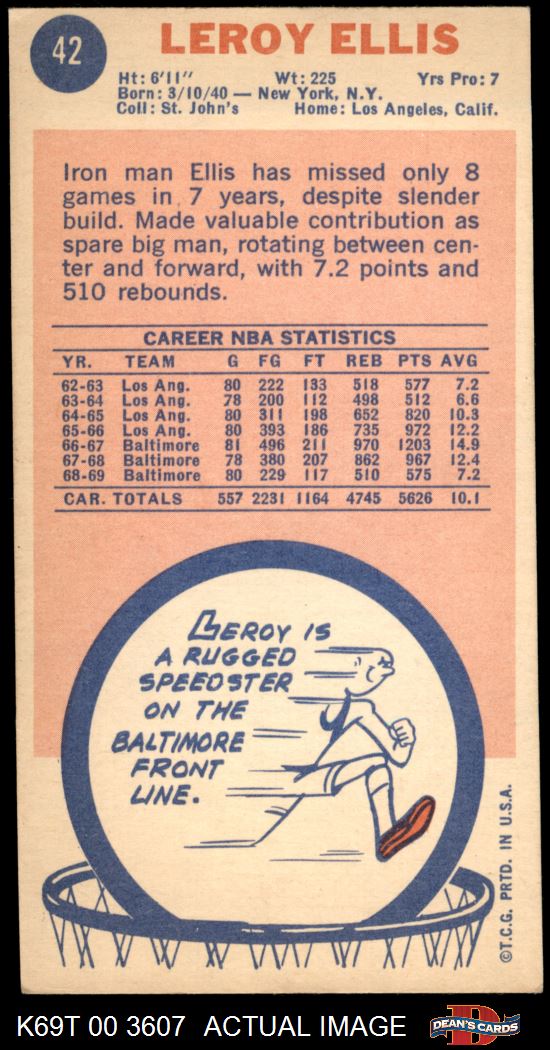 42
LEROY ELLIS
Ht: 6'11" Wt: 225 Yrs Pro: 7
Born: 3/10/40 — New York, N.Y.
Coll: St. John's Home: Los Angeles, Calif.
Iron man Ellis has missed only 8
games in 7 years, despite slender
build. Made valuable contribution as
spare big man, rotating between cen-
ter and forward, with 7.2 points and
510 rebounds.
CAREER NBA STATISTICS
YR. TEAM G FG FT REB PTS AVG
62-63 Los Ang. 80 222 133 518 577 7.2
63-64 Los Ang. 78 200 112 498 512 6.6
64-65 Los Ang. 80 311 198 652 820 10.3
65-66 Los Ang. 80 393 186 735 972 12.2
66-67 Baltimore 81 496 211 970 1203 14.9
67-68 Baltimore 78 380 207 862 967 12.4
68-69 Baltimore 80 229 117 510 575 7.2
CAR. TOTALS 557 2231 1164 4745 5626 10.1
LEROY IS
A RUGGED
SPEEDSTER
ON THE
BALTIMORE
FRONT
LINE.
©T.C.G. PRTD. IN U.S.A.
K69T 00 3607 ACTUAL IMAGE
D
DEAN'S CARDS